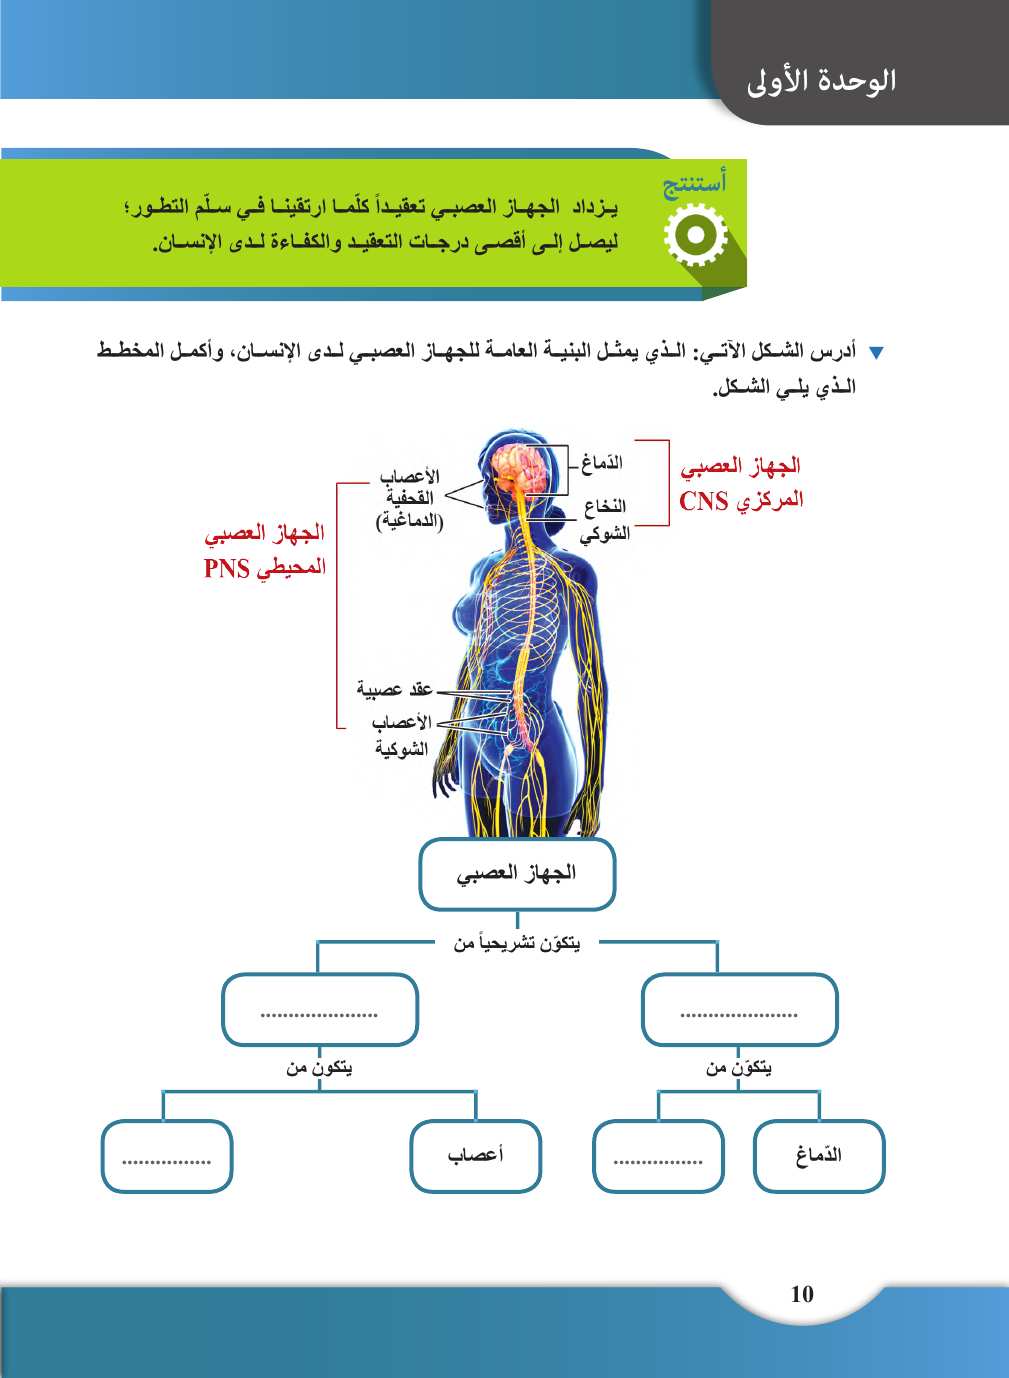 الوحدة الأولى
أستنتج
يـزداد الجهـاز العصبـي تعقيـداً كلّمـا ارتقينـا فـي سـلّم التطـور؛
ليصـل إلـى أقصـى درجـات التعقيـد والكفـاءة لـدى الإنسـان.
أدرس الشـكل الآتـي: الـذي يمثـل البنيـة العامـة للجهـاز العصبـي لـدى الإنسـان، وأكمـل المخطـط
الـذي يلـي الشـكل.
الجهاز العصبي
المركزي CNS
الدّماغ
النخاع
الشوكي
الأعصاب
القحفية
(الدماغية)
الجهاز العصبي
المحيطي PNS
عقد عصبية
الأعصاب
الشوكية
الجهاز العصبي
يتكوّن تشريحياً من
.....................
.....................
يتكوّن من
يتكون من
الدّماغ
................
أعصاب
................
10